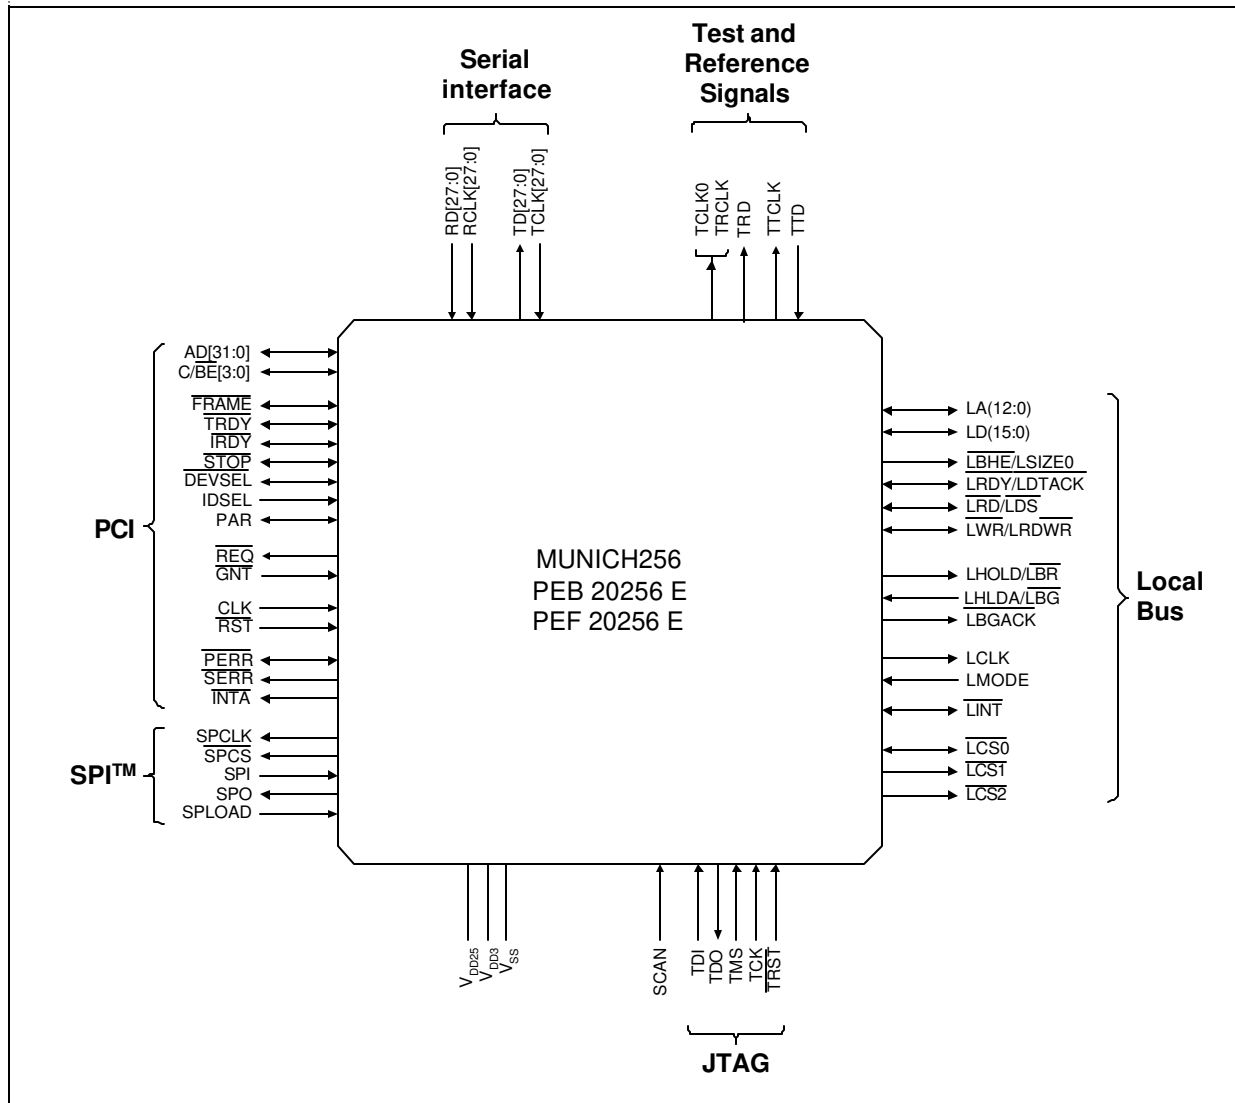 Serial
interface
Test and
Reference
Signals
RD[27:0]
RCLK[27:0]
TD[27:0]
TCLK[27:0]
TCLK0
TRCLK
TRD
TTCLK
TTD
PCI
AD[31:0]
C/BE[3:0]
FRAME
TRDY
IRDY
STOP
DEVSEL
IDSEL
PAR
REQ
GNT
CLK
RST
PERR
SERR
INTA
SPI™
SPCLK
SPCS
SPI
SPO
SPLOAD
MUNICH256
PEB 20256 E
PEF 20256 E
LA(12:0)
LD(15:0)
LBHE/LSIZE0
LRDY/LDTACK
LRD/LDS
LWR/LRDWR
LHOLD/LBR
LHLDA/LBG
LBGACK
LCLK
LMODE
LINT
LCS0
LCS1
LCS2
Local
Bus
VDD25
VDD3
VSS
SCAN
TDI
TDO
TMS
TCK
TRST
JTAG